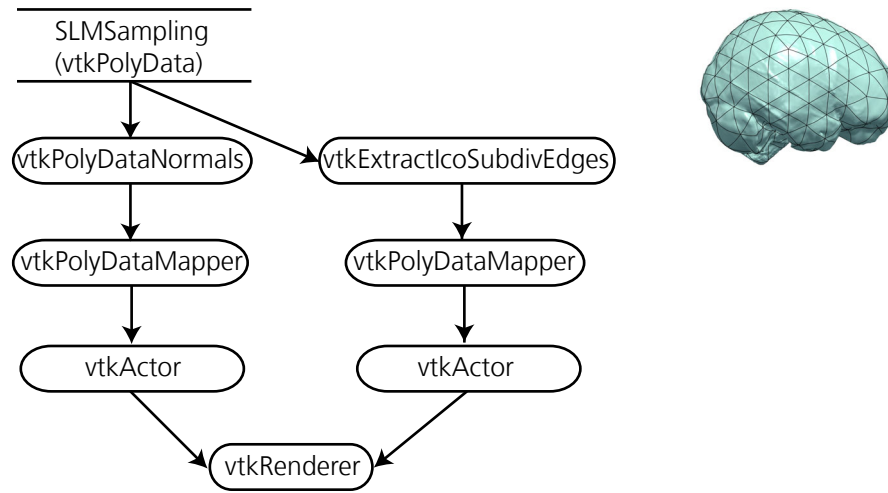 SLMSampling
(vtkPolyData)
vtkPolyDataNormals
vtkExtractIcoSubdivEdges
vtkPolyDataMapper
vtkPolyDataMapper
vtkActor
vtkActor
vtkRenderer